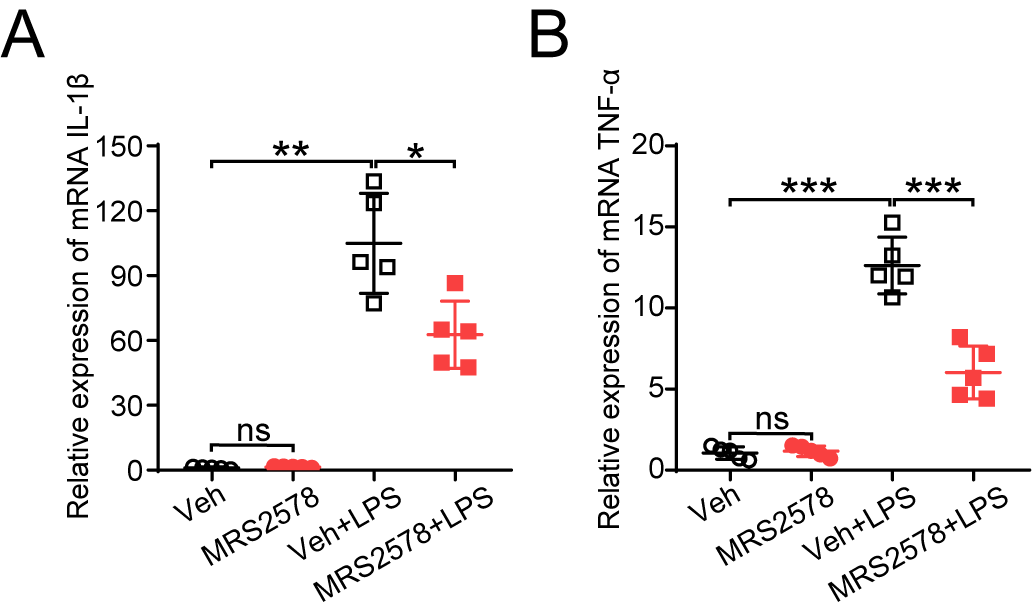 A
Relative expression of mRNA IL-1β
150
120
90
60
30
0
**
*
ns
Veh
MRS2578
Veh+LPS
MRS2578+LPS
B
Relative expression of mRNA TNF-α
20
15
10
5
0
***
***
ns
Veh
MRS2578
Veh+LPS
MRS2578+LPS